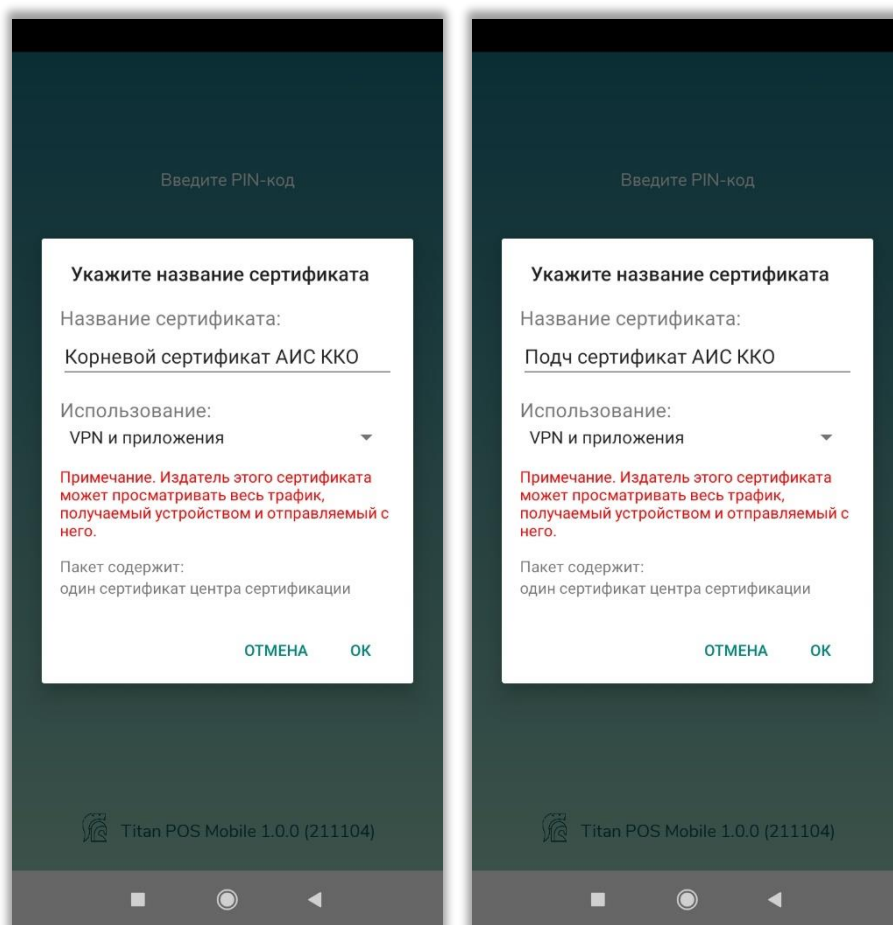 Введите PIN-код
Укажите название сертификата
Название сертификата:
Корневой сертификат АИС ККО
Использование:
VPN и приложения
Примечание. Издатель этого сертификата
может просматривать весь трафик,
получаемый устройством и отправляемый с
него.
Пакет содержит:
один сертификат центра сертификации
ОТМЕНА ОК
Titan POS Mobile 1.0.0 (211104)
Введите PIN-код
Укажите название сертификата
Название сертификата:
Подч сертификат АИС ККО
Использование:
VPN и приложения
Примечание. Издатель этого сертификата
может просматривать весь трафик,
получаемый устройством и отправляемый с
него.
Пакет содержит:
один сертификат центра сертификации
ОТМЕНА ОК
Titan POS Mobile 1.0.0 (211104)